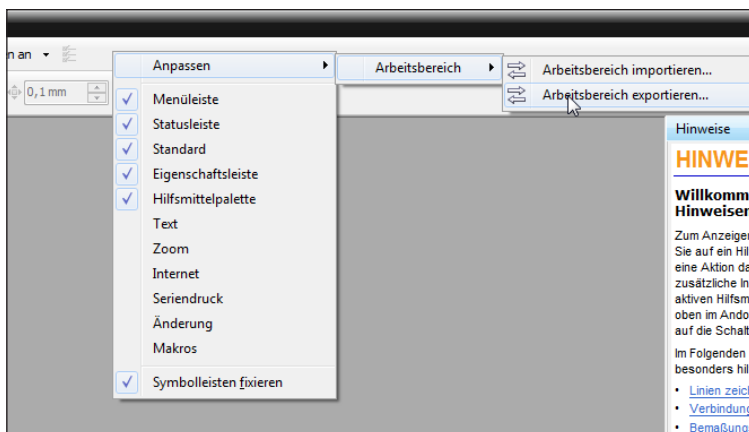 n an
0,1 mm
Anpassen
Arbeitsbereich
Arbeitsbereich importieren...
Arbeitsbereich exportieren...
Menüleiste
Statusleiste
Standard
Eigenschaftsleiste
Hilfsmittelpalette
Text
Zoom
Internet
Seriendruck
Änderung
Makros
Symbolleisten fixieren
Hinweise
HINWE
Willkomm
Hinweiser
Zum Anzeiger
Sie auf ein Hil
eine Aktion da
zusätzliche In
aktiven Hilfsm
oben im Ando
auf die Schalt
Im Folgenden
besonders hil
• Linien zeich
• Verbindung
• Bemaßung